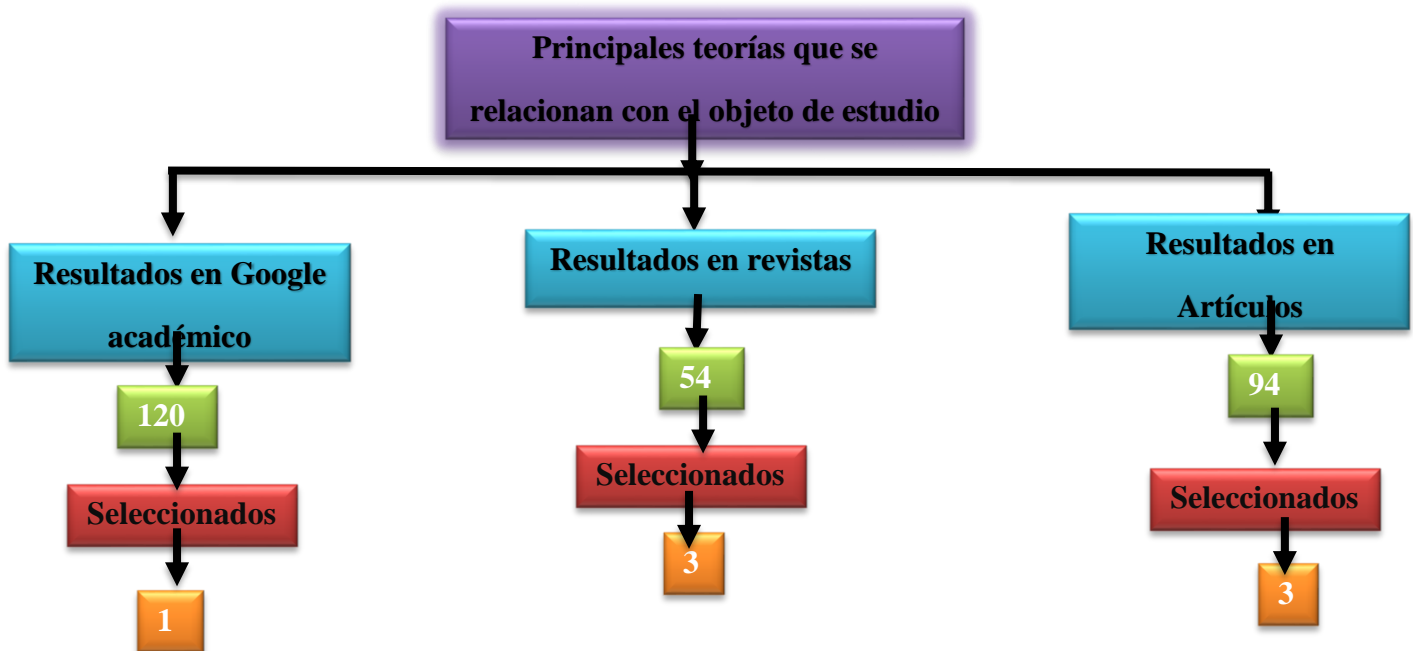 Principales teorías que se
relacionan con el objeto de estudio
Resultados en Google
académico
120
Seleccionados
1
Resultados en revistas
54
Seleccionados
3
Resultados en
Artículos
94
Seleccionados
3